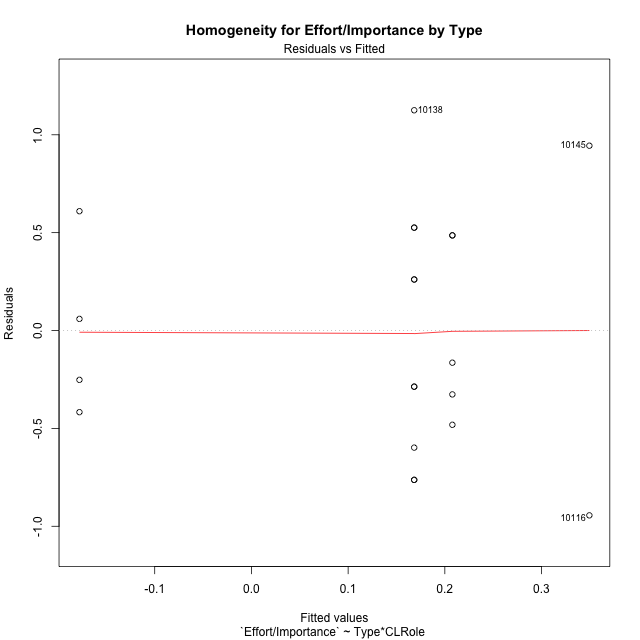 Homogeneity for Effort/Importance by Type
Residuals vs Fitted
10138
10145
10116
Residuals
1.0
0.5
0.0
-0.5
-1.0
-0.1
0.0
0.1
0.2
0.3
Fitted values
`Effort/Importance` ~ Type*CLRole